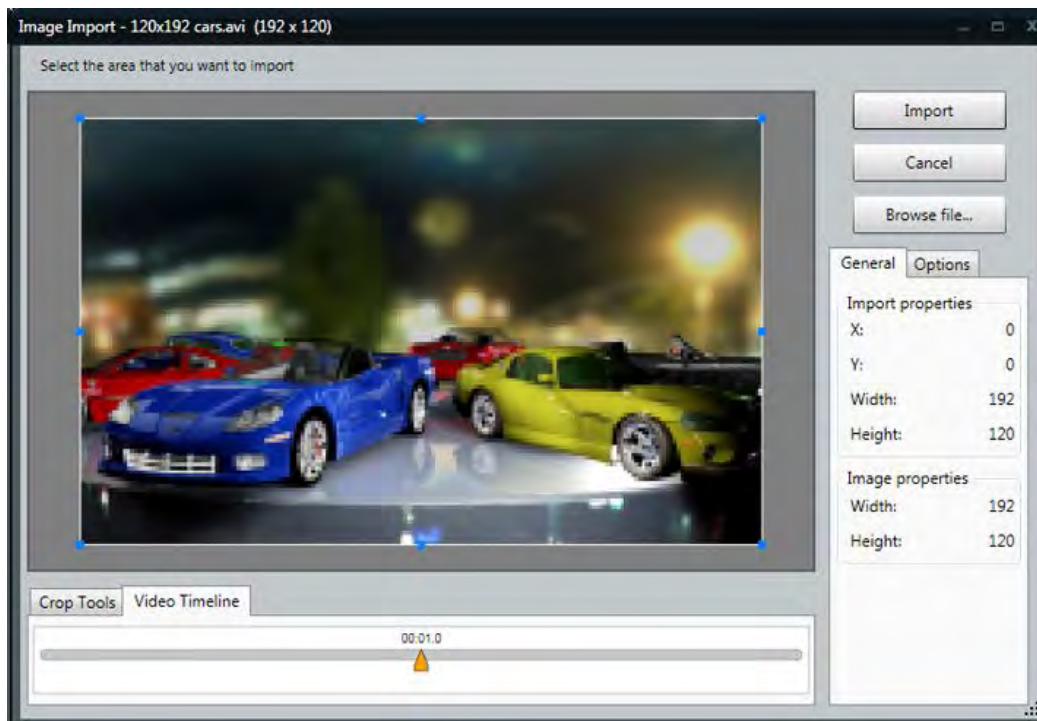 Image Import - 120x192 cars.avi (192 x 120)
Select the area that you want to import
Import
Cancel
Browse file...
General Options
Import properties
X: 0
Y: 0
Width: 192
Height: 120
Image properties
Width: 192
Height: 120
Crop Tools Video Timeline
00:01.0